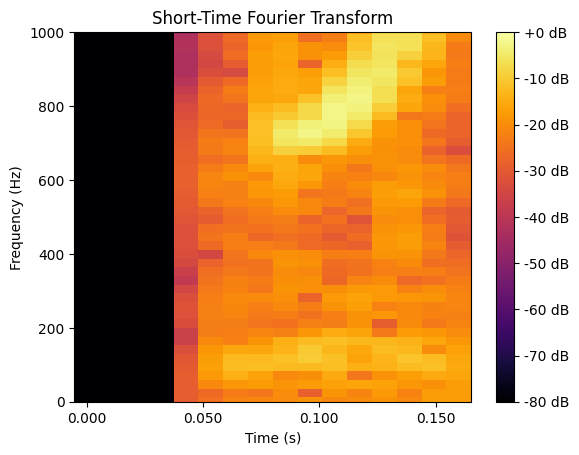 Short-Time Fourier Transform
1000
800
600
400
200
0
Frequency (Hz)
0.000
0.050
0.100
0.150
Time (s)
+0 dB
-10 dB
-20 dB
-30 dB
-40 dB
-50 dB
-60 dB
-70 dB
-80 dB